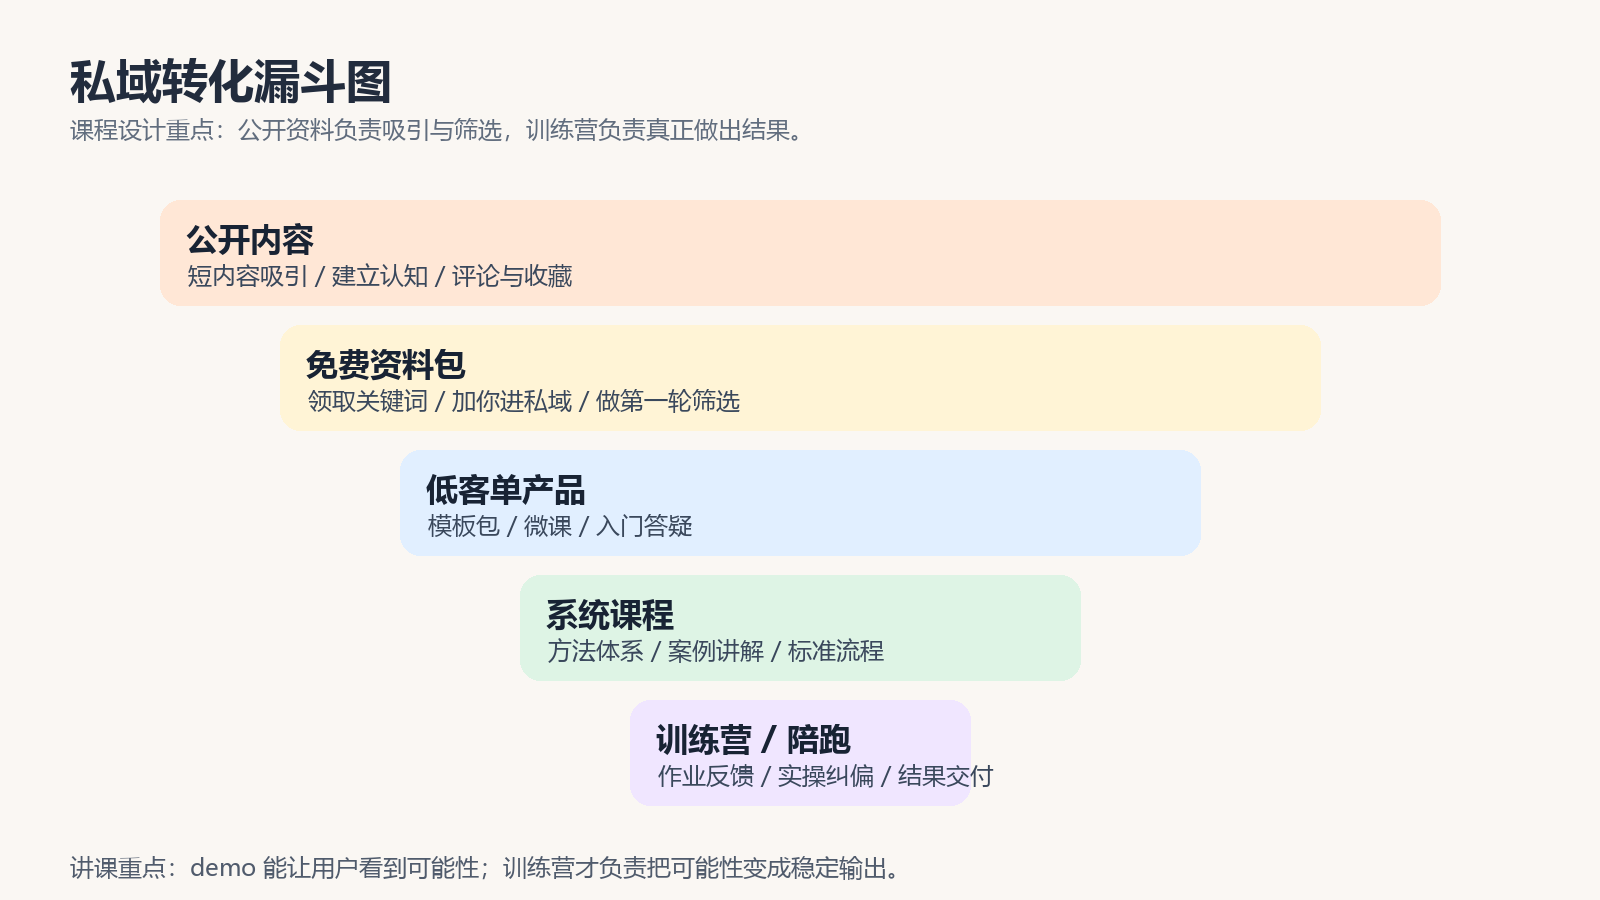 私域转化漏斗图
课程设计重点：公开资料负责吸引与筛选，训练营负责真正做出结果。
公开内容
短内容吸引 / 建立认知 / 评论与收藏
免费资料包
领取关键词 / 加你进私域 / 做第一轮筛选
低客单产品
模板包 / 微课 / 入门答疑
系统课程
方法体系 / 案例讲解 / 标准流程
训练营 / 陪跑
作业反馈 / 实操纠偏 / 结果交付
讲课重点：demo 能让用户看到可能性；训练营才负责把可能性变成稳定输出。